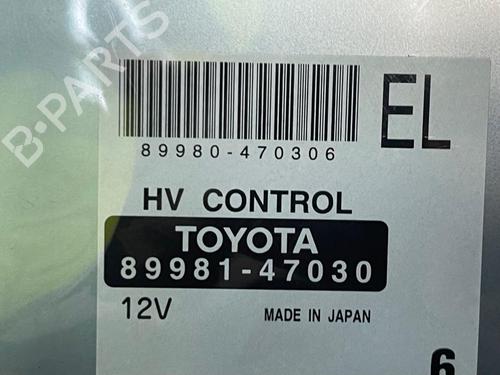 B-PARTS
EL
89980-470306
HV CONTROL
TOYOTA
89981-47030
12V MADE IN JAPAN
6